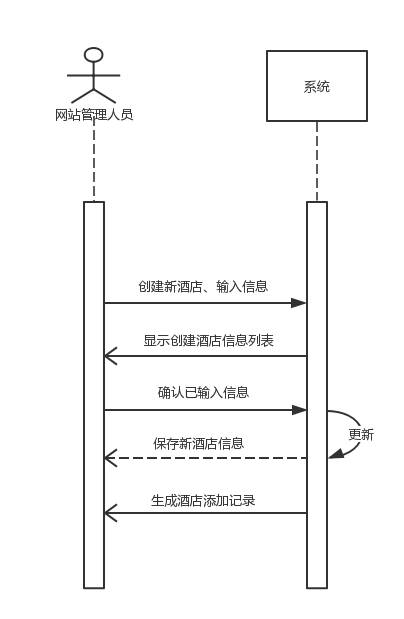 网站管理人员
系统
创建新酒店、输入信息
显示创建酒店信息列表
确认已输入信息
更新
保存新酒店信息
生成酒店添加记录